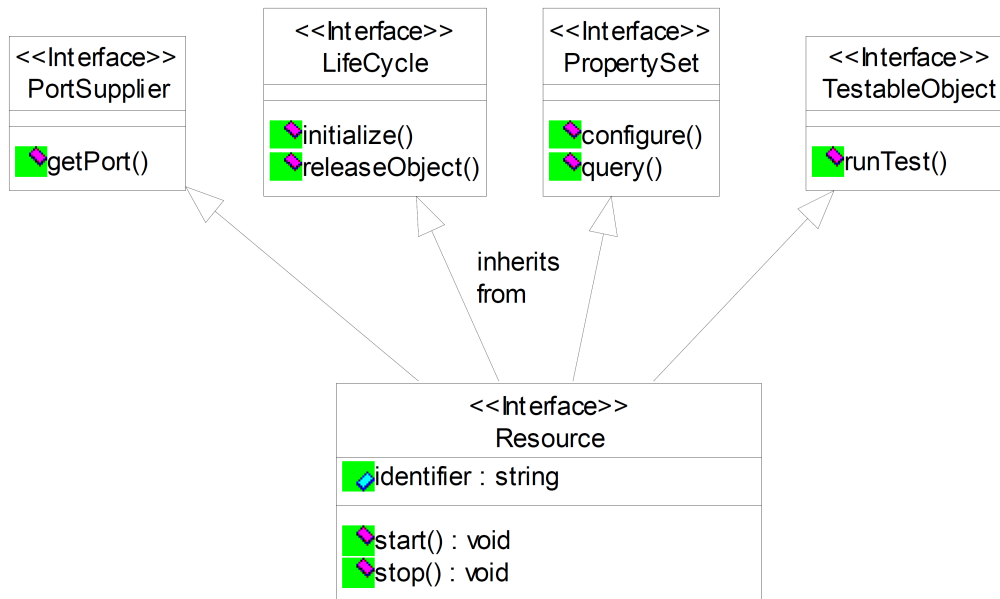 <<Interface>>
PortSupplier
getPort()
<<Interface>>
LifeCycle
initialize()
releaseObject()
<<Interface>>
PropertySet
configure()
query()
<<Interface>>
TestableObject
runTest()
inherits
from
<<Interface>>
Resource
identifier : string
start() : void
stop() : void